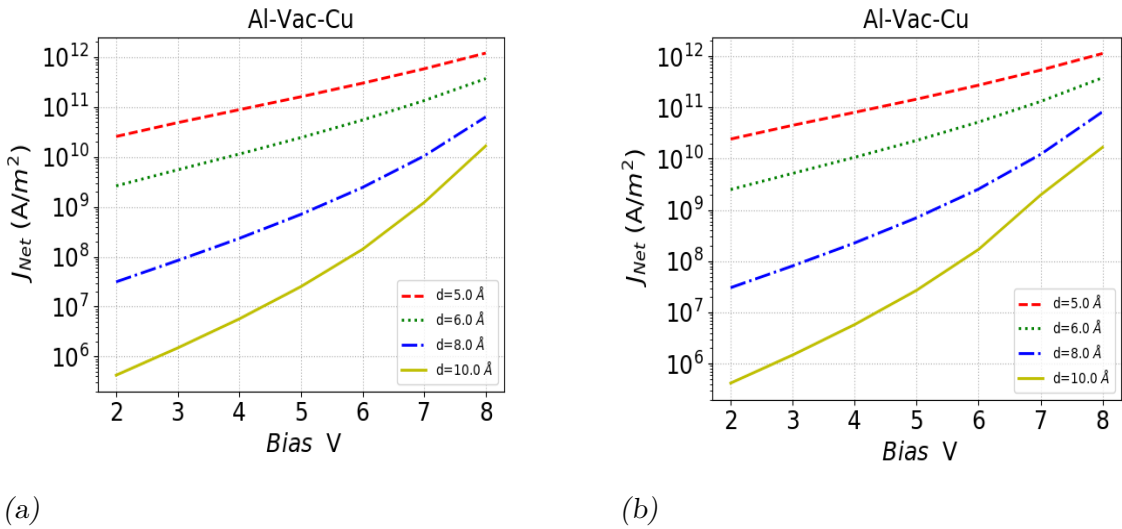 Al-Vac-Cu
10^12
10^11
10^10
10^9
10^8
10^7
10^6
J_Net (A/m^2)
d=5.0 Å
d=6.0 Å
d=8.0 Å
d=10.0 Å
2 3 4 5 6 7 8
Bias V
(a)
Al-Vac-Cu
10^12
10^11
10^10
10^9
10^8
10^7
10^6
J_Net (A/m^2)
d=5.0 Å
d=6.0 Å
d=8.0 Å
d=10.0 Å
2 3 4 5 6 7 8
Bias V
(b)